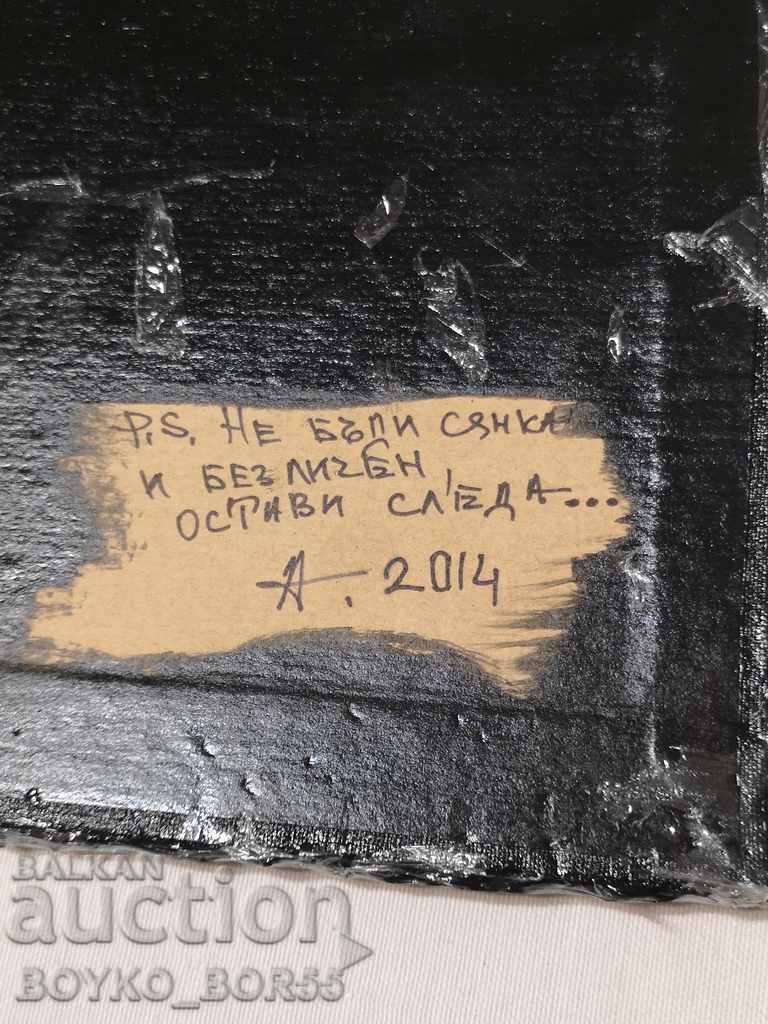 P.S. НЕ БЪДИ СЯНКА
И БЕЗЛИЧЕН,
ОСТАВИ СЛЕДА...
А. 2014
BALKAN
auction
BOYKO_BOR55